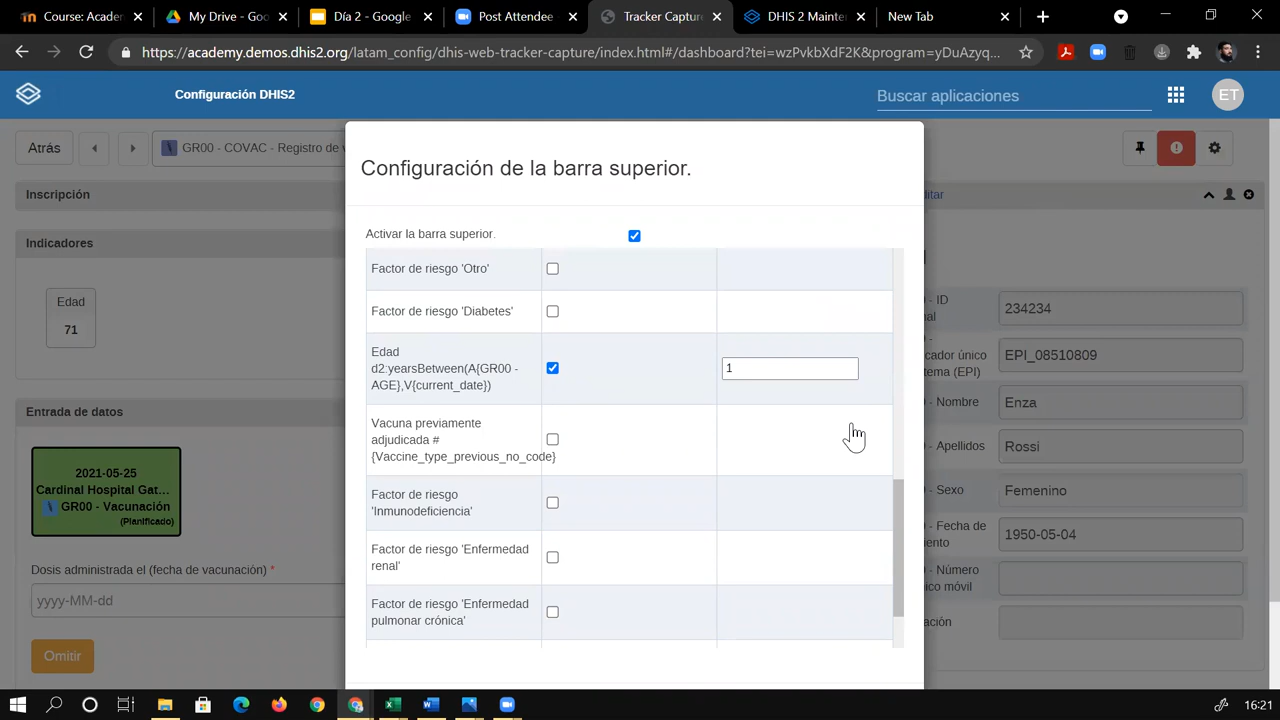 Course: Acader
My Drive - Goo
Día 2 - Google
Post Attendee
Tracker Captur
DHIS 2 Mainter
New Tab
https://academy.demos.dhis2.org/latam_config/dhis-web-tracker-capture/index.html#/dashboard?tei=wzPvkbXdF2K&program=yDuAzyq...
Configuración DHIS2
Buscar aplicaciones
ET
Atrás
GR00 - COVAC - Registro de v
Inscripción
Indicadores
Edad
71
Entrada de datos
2021-05-25
Cardinal Hospital Gat...
GR00 - Vacunación
(Planificado)
Dosis administrada el (fecha de vacunación) *
yyyy-MM-dd
Omitir
Configuración de la barra superior.
Activar la barra superior.
Factor de riesgo 'Otro'
Factor de riesgo 'Diabetes'
Edad
d2:yearsBetween(A{GR00 -
AGE},V{current_date})
1
Vacuna previamente
adjudicada #
{Vaccine_type_previous_no_code}
Factor de riesgo
'Inmunodeficiencia'
Factor de riesgo 'Enfermedad
renal'
Factor de riesgo 'Enfermedad
pulmonar crónica'
ditar
- ID
nal
234234
0 -
cador único
tema (EPI)
EPI_08510809
- Nombre
Enza
- Apellidos
Rossi
- Sexo
Femenino
- Fecha de
iento
1950-05-04
- Número
ico móvil
ación
16:21